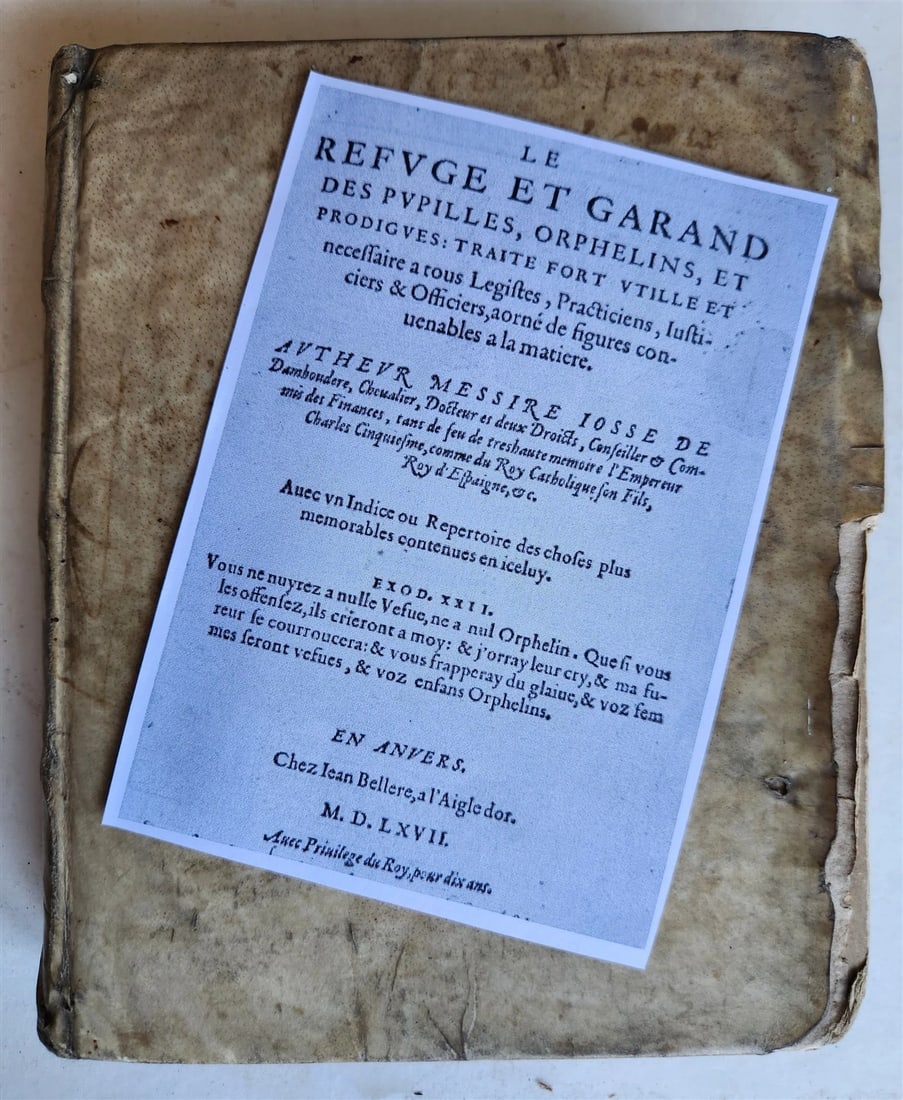 LE
REFVGE ET GARAND
DES PVPILLES, ORPHELINS, ET
PRODIGVES: TRAITE FORT VTILLE ET
neceſſaire a tous Legiſtes, Practiciens, Iuſti-
ciers & Officiers, aorné de figures con-
uenables a la matiere.
AVTHEVR MESSIRE IOSSE DE
Damhoudere, Cheualier, Docteur es deux Droicts, Conſeiller & Com-
mis des Finances, tant de feu de treshaute memoire l'Empereur
Charles Cinquieſme, comme du Roy Catholique ſon Fils,
Roy d'Eſpaigne, &c.
Auec vn Indice ou Repertoire des choſes plus
memorables contenues en iceluy.
EXOD. XXII.
Vous ne nuyrez a nulle Veſue, ne a nul Orphelin. Que ſi vous
les offenſez, ils crieront a moy: & j'orray leur cry, & ma fu-
reur ſe courroucera: & vous frapperay du glaiue, & voz fem
mes ſeront veſues, & voz enfans Orphelins.
EN ANVERS.
Chez Iean Bellere, a l'Aigle dor.
M. D. LXVII.
Auec Priuilege du Roy, pour dix ans.